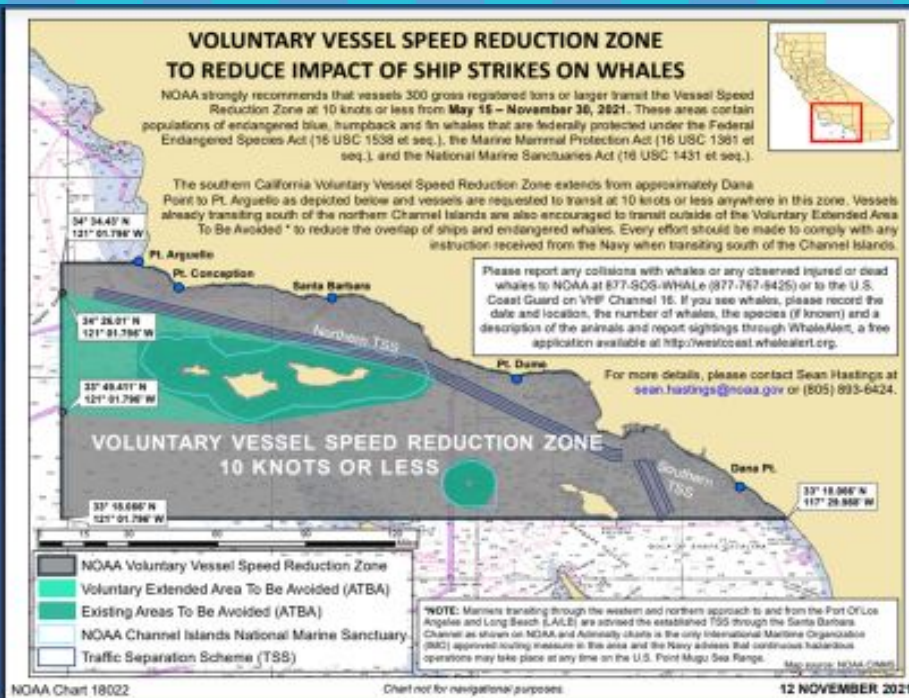 VOLUNTARY VESSEL SPEED REDUCTION ZONE
TO REDUCE IMPACT OF SHIP STRIKES ON WHALES
NOAA strongly recommends that vessels 300 gross registered tons or larger transit the Vessel Speed
Reduction Zone at 10 knots or less from May 15 – November 30, 2021. These areas contain
populations of endangered blue, humpback and fin whales that are federally protected under the Federal
Endangered Species Act (16 USC 1538 et seq.), the Marine Mammal Protection Act (16 USC 1361 et
seq.), and the National Marine Sanctuaries Act (16 USC 1431 et seq.).
The southern California Voluntary Vessel Speed Reduction Zone extends from approximately Dana
Point to Pt. Arguello as depicted below and vessels are requested to transit at 10 knots or less anywhere in this zone. Vessels
already transiting south of the northern Channel Islands are also encouraged to transit outside of the Voluntary Extended Area
To Be Avoided * to reduce the overlap of ships and endangered whales. Every effort should be made to comply with any
instruction received from the Navy when transiting south of the Channel Islands.
34° 34.43' N
121° 01.796' W
Pt. Arguello
Pt. Conception
Santa Barbara
Please report any collisions with whales or any observed injured or dead
whales to NOAA at 877-SOS-WHALe (877-767-9425) or to the U.S.
Coast Guard on VHF Channel 16. If you see whales, please record the
date and location, the number of whales, the species (if known) and a
description of the animals and report sightings through WhaleAlert, a free
application available at http://westcoast.whalealert.org.
34° 26.01' N
121° 01.796' W
Northern TSS
Pt. Dume
For more details, please contact Sean Hastings at
sean.hastings@noaa.gov or (805) 893-6424.
33° 49.411' N
121° 01.796' W
VOLUNTARY VESSEL SPEED REDUCTION ZONE
10 KNOTS OR LESS
Southern
TSS
Dana Pt.
33° 18.066' N
121° 01.796' W
33° 18.066' N
117° 29.968' W
0 15 30 60 90 120
NOAA Voluntary Vessel Speed Reduction Zone
Voluntary Extended Area To Be Avoided (ATBA)
Existing Areas To Be Avoided (ATBA)
NOAA Channel Islands National Marine Sanctuary
Traffic Separation Scheme (TSS)
*NOTE: Mariners transiting through the western and northern approach to and from the Port Of Los
Angeles and Long Beach (LA/LB) are advised the established TSS through the Santa Barbara
Channel as shown on NOAA and Admiralty charts is the only International Maritime Organization
(IMO) approved routing measure in this area and the Navy advises that continuous hazardous
operations may take place at any time on the U.S. Point Mugu Sea Range.
Map source: NOAA CINMS
NOAA Chart 18022
Chart not for navigational purposes
12 NOVEMBER 2021